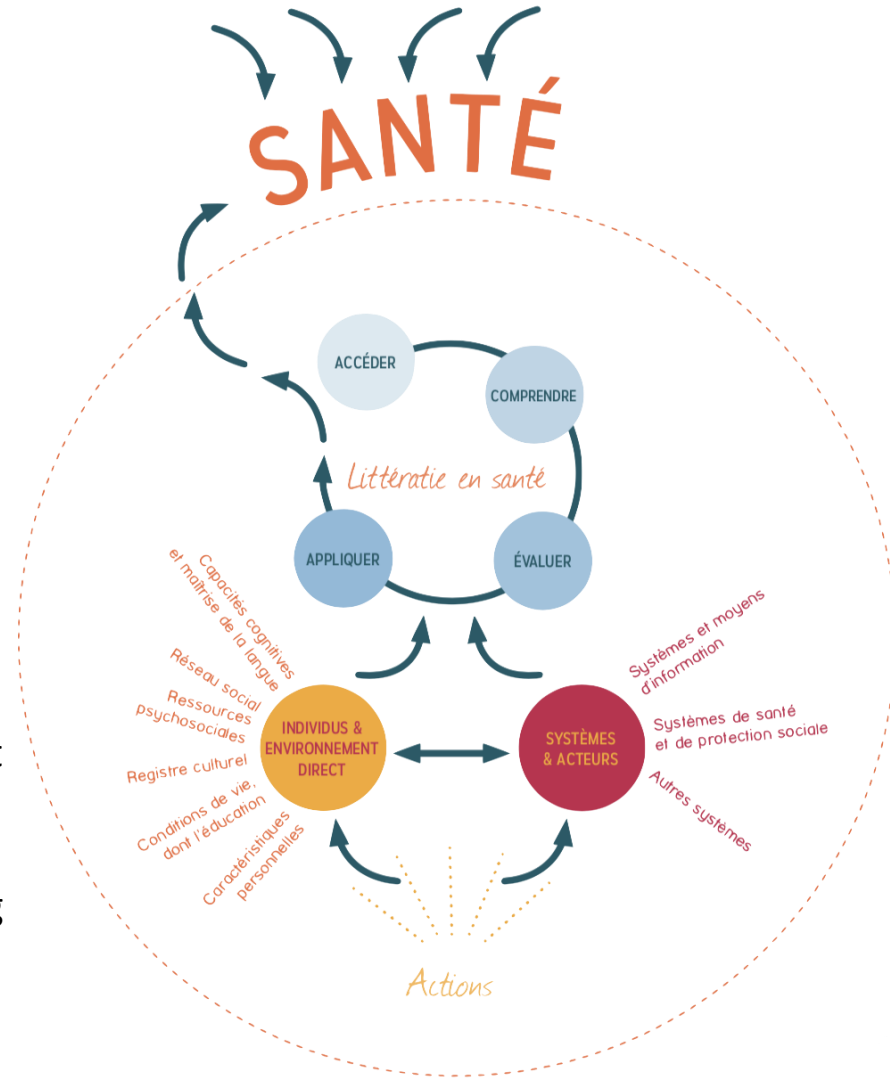 SANTÉ
ACCÉDER
COMPRENDRE
Littératie en santé
APPLIQUER
ÉVALUER
Capacités cognitives
et maîtrise de la langue
Réseau social
Ressources
psychosociales
Registre culturel
Conditions de vie,
dont l'éducation
Caractéristiques
personnelles
INDIVIDUS &
ENVIRONNEMENT
DIRECT
SYSTÈMES
& ACTEURS
Systèmes et moyens
d'information
Systèmes de santé
et de protection sociale
Autres systèmes
Actions